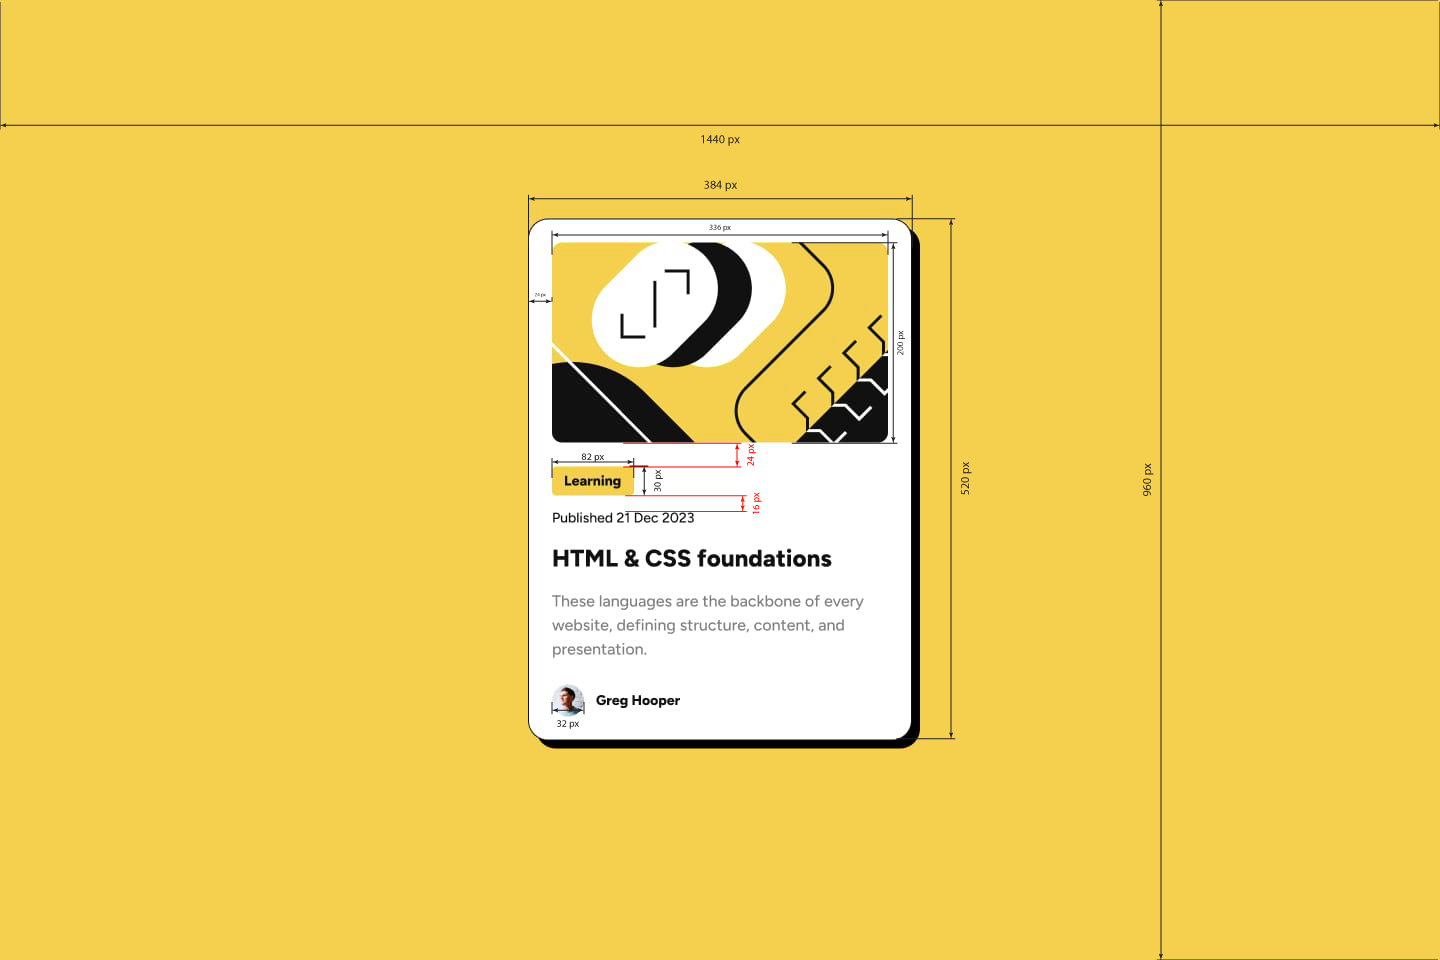 1440 px
384 px
336 px
24 px
200 px
24 px
82 px
Learning
30 px
16 px
Published 21 Dec 2023
520 px
960 px
HTML & CSS foundations
These languages are the backbone of every
website, defining structure, content, and
presentation.
Greg Hooper
32 px